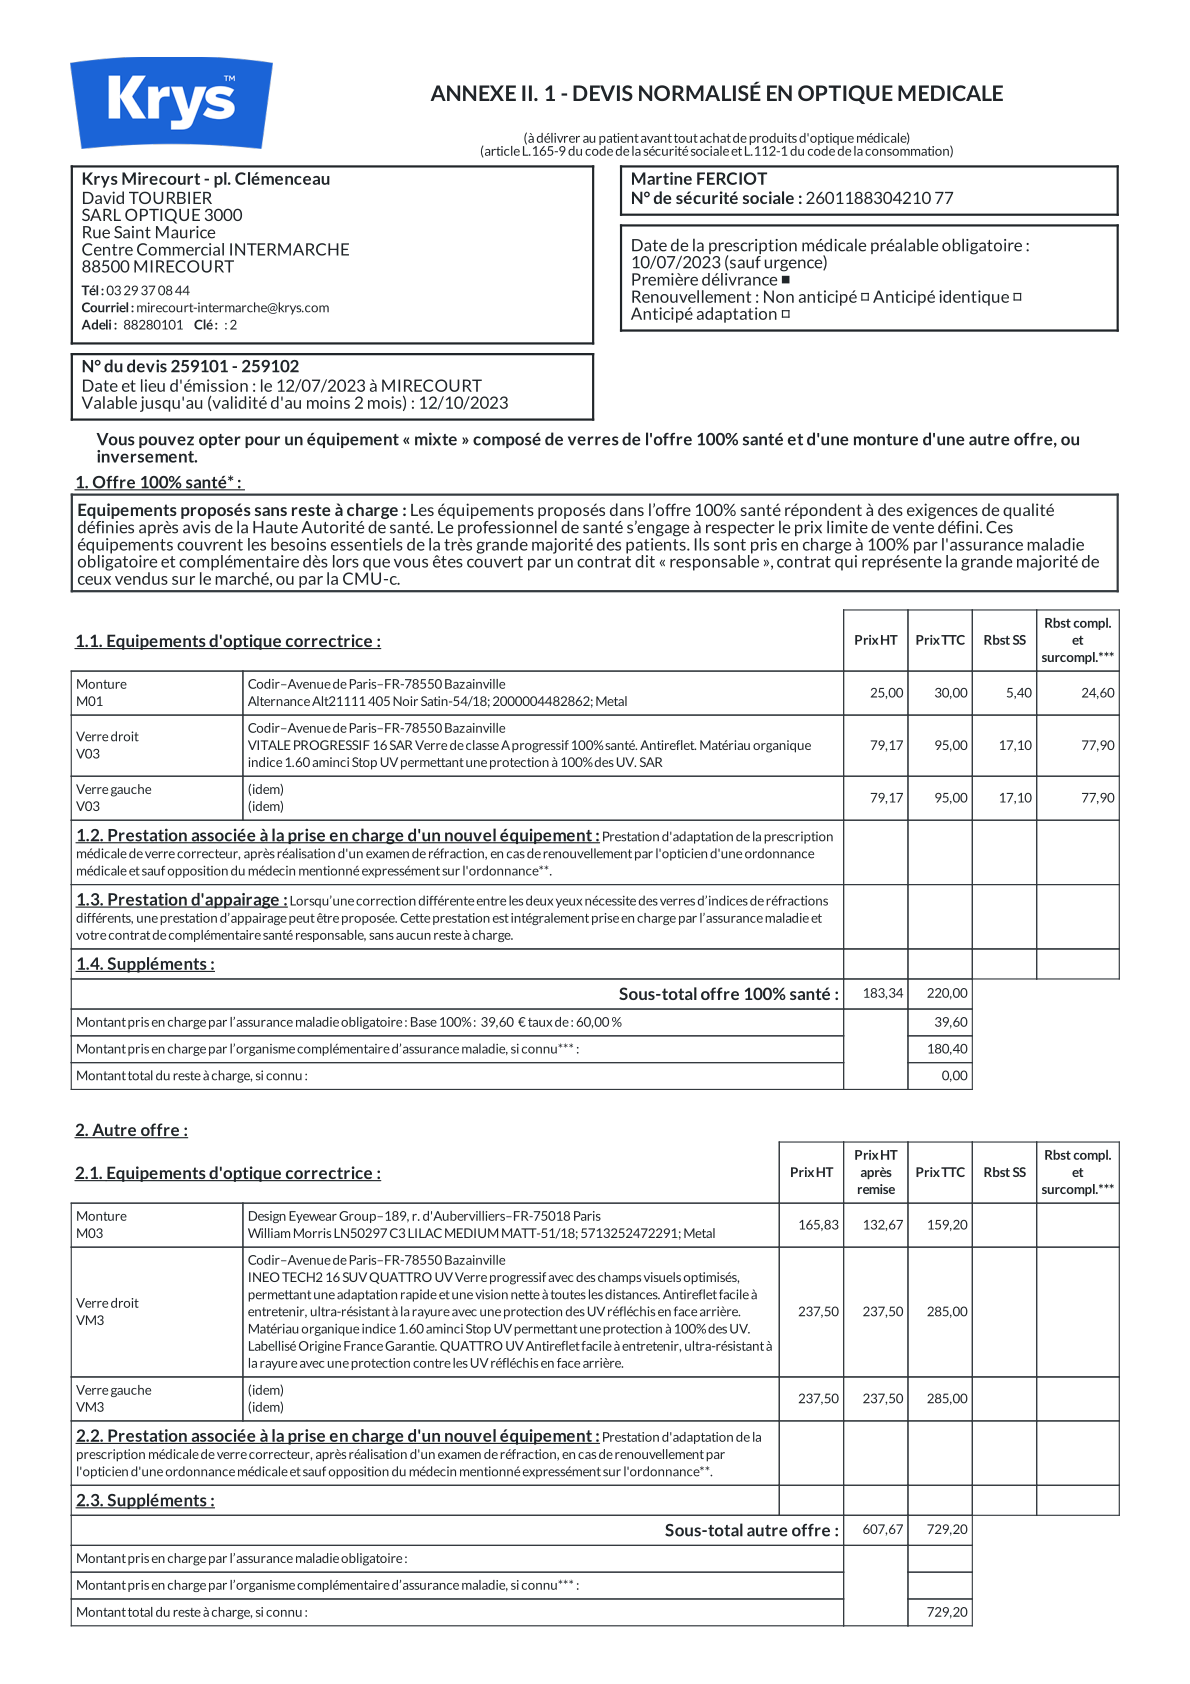 Krys™
ANNEXE II. 1 - DEVIS NORMALISÉ EN OPTIQUE MEDICALE
(à délivrer au patient avant tout achat de produits d'optique médicale)
(article L.165-9 du code de la sécurité sociale et L.112-1 du code de la consommation)
Krys Mirecourt - pl. Clémenceau
David TOURBIER
SARL OPTIQUE 3000
Rue Saint Maurice
Centre Commercial INTERMARCHE
88500 MIRECOURT
Tél : 03 29 37 08 44
Courriel : mirecourt-intermarche@krys.com
Adeli : 88280101 Clé : : 2
Martine FERCIOT
N° de sécurité sociale : 2601188304210 77
Date de la prescription médicale préalable obligatoire :
10/07/2023 (sauf urgence)
Première délivrance ■
Renouvellement : Non anticipé □ Anticipé identique □
Anticipé adaptation □
N° du devis 259101 - 259102
Date et lieu d'émission : le 12/07/2023 à MIRECOURT
Valable jusqu'au (validité d'au moins 2 mois) : 12/10/2023
Vous pouvez opter pour un équipement « mixte » composé de verres de l'offre 100% santé et d'une monture d'une autre offre, ou
inversement.
1. Offre 100% santé* :
Equipements proposés sans reste à charge : Les équipements proposés dans l’offre 100% santé répondent à des exigences de qualité
définies après avis de la Haute Autorité de santé. Le professionnel de santé s’engage à respecter le prix limite de vente défini. Ces
équipements couvrent les besoins essentiels de la très grande majorité des patients. Ils sont pris en charge à 100% par l'assurance maladie
obligatoire et complémentaire dès lors que vous êtes couvert par un contrat dit « responsable », contrat qui représente la grande majorité de
ceux vendus sur le marché, ou par la CMU-c.
1.1. Equipements d'optique correctrice : Prix HT Prix TTC Rbst SS Rbst compl. et surcompl.***
Monture
M01
Codir–Avenue de Paris–FR-78550 Bazainville
Alternance Alt21111 405 Noir Satin-54/18; 2000004482862; Metal
25,00 30,00 5,40 24,60
Verre droit
V03
Codir–Avenue de Paris–FR-78550 Bazainville
VITALE PROGRESSIF 16 SAR Verre de classe A progressif 100% santé. Antireflet. Matériau organique
indice 1.60 aminci Stop UV permettant une protection à 100% des UV. SAR
79,17 95,00 17,10 77,90
Verre gauche
V03
(idem)
(idem)
79,17 95,00 17,10 77,90
1.2. Prestation associée à la prise en charge d'un nouvel équipement : Prestation d'adaptation de la prescription
médicale de verre correcteur, après réalisation d'un examen de réfraction, en cas de renouvellement par l'opticien d'une ordonnance
médicale et sauf opposition du médecin mentionné expressément sur l'ordonnance**.
1.3. Prestation d'appairage : Lorsqu’une correction différente entre les deux yeux nécessite des verres d’indices de réfractions
différents, une prestation d’appairage peut être proposée. Cette prestation est intégralement prise en charge par l’assurance maladie et
votre contrat de complémentaire santé responsable, sans aucun reste à charge.
1.4. Suppléments :
Sous-total offre 100% santé : 183,34 220,00
Montant pris en charge par l’assurance maladie obligatoire : Base 100% : 39,60 € taux de : 60,00 % 39,60
Montant pris en charge par l’organisme complémentaire d’assurance maladie, si connu*** : 180,40
Montant total du reste à charge, si connu : 0,00
2. Autre offre :
2.1. Equipements d'optique correctrice : Prix HT Prix HT après remise Prix TTC Rbst SS Rbst compl. et surcompl.***
Monture
M03
Design Eyewear Group–189, r. d'Aubervilliers–FR-75018 Paris
William Morris LN50297 C3 LILAC MEDIUM MATT-51/18; 5713252472291; Metal
165,83 132,67 159,20
Verre droit
VM3
Codir–Avenue de Paris–FR-78550 Bazainville
INEO TECH2 16 SUV QUATTRO UV Verre progressif avec des champs visuels optimisés,
permettant une adaptation rapide et une vision nette à toutes les distances. Antireflet facile à
entretenir, ultra-résistant à la rayure avec une protection des UV réfléchis en face arrière.
Matériau organique indice 1.60 aminci Stop UV permettant une protection à 100% des UV.
Labellisé Origine France Garantie. QUATTRO UV Antireflet facile à entretenir, ultra-résistant à
la rayure avec une protection contre les UV réfléchis en face arrière.
237,50 237,50 285,00
Verre gauche
VM3
(idem)
(idem)
237,50 237,50 285,00
2.2. Prestation associée à la prise en charge d'un nouvel équipement : Prestation d'adaptation de la
prescription médicale de verre correcteur, après réalisation d'un examen de réfraction, en cas de renouvellement par
l'opticien d'une ordonnance médicale et sauf opposition du médecin mentionné expressément sur l'ordonnance**.
2.3. Suppléments :
Sous-total autre offre : 607,67 729,20
Montant pris en charge par l’assurance maladie obligatoire :
Montant pris en charge par l’organisme complémentaire d’assurance maladie, si connu*** :
Montant total du reste à charge, si connu : 729,20